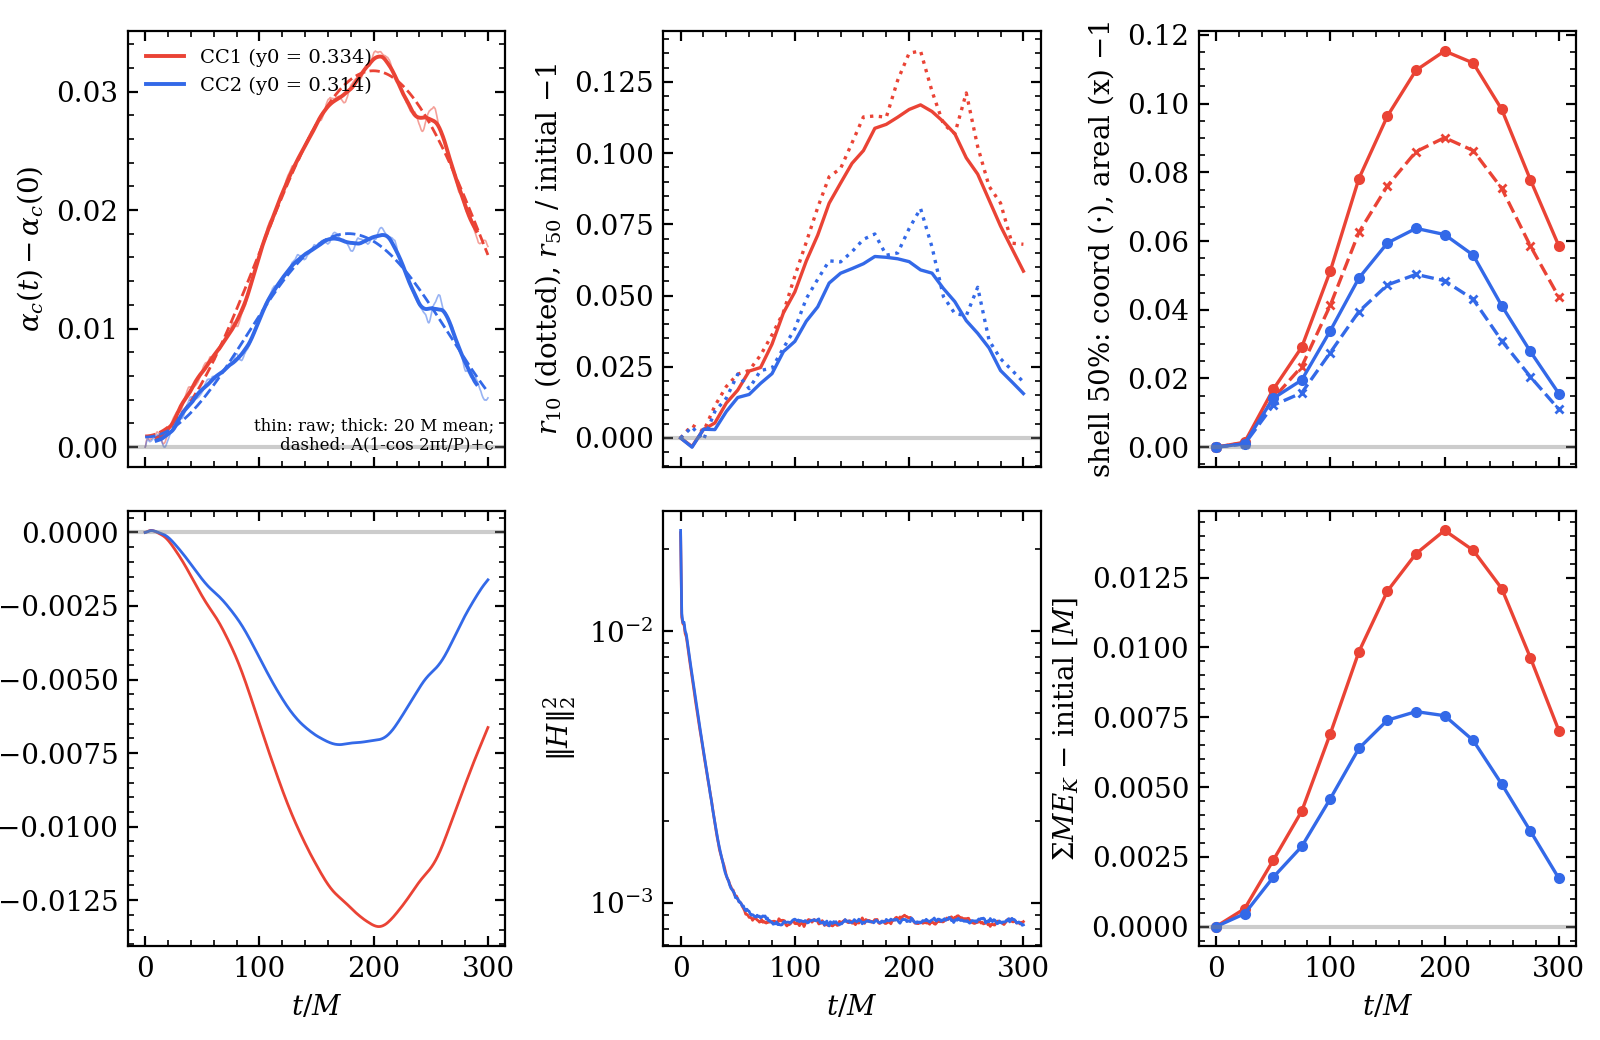 CC1 (y0 = 0.334)
CC2 (y0 = 0.314)
0.03
0.02
0.01
0.00
α_c(t) − α_c(0)
thin: raw; thick: 20 M mean;
dashed: A(1-cos 2πt/P)+c
0.125
0.100
0.075
0.050
0.025
0.000
r₁₀ (dotted), r₅₀ / initial −1
0.12
0.10
0.08
0.06
0.04
0.02
0.00
shell 50%: coord (·), areal (x) −1
0.0000
−0.0025
−0.0050
−0.0075
−0.0100
−0.0125
0 100 200 300
t/M
10⁻²
10⁻³
‖H‖₂²
0 100 200 300
t/M
0.0125
0.0100
0.0075
0.0050
0.0025
0.0000
ΣME_K − initial [M]
0 100 200 300
t/M